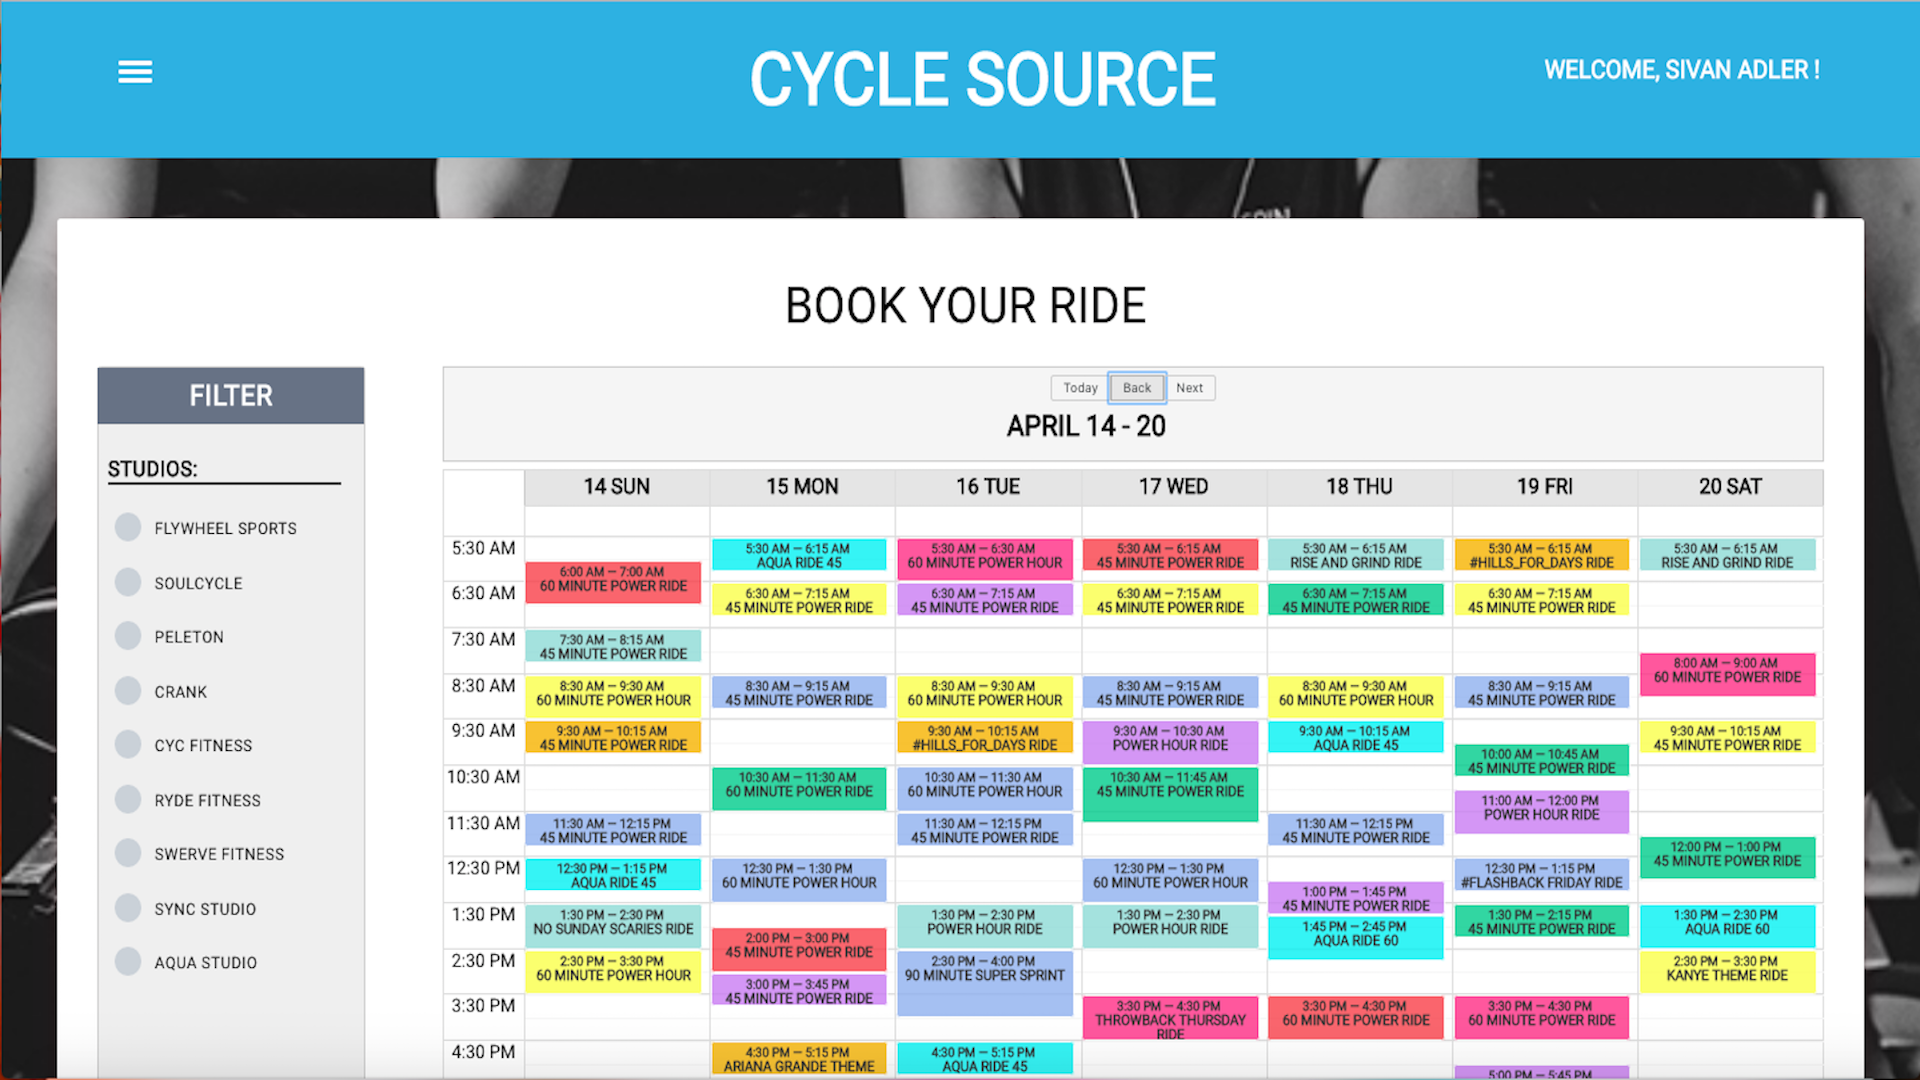 CYCLE SOURCE
WELCOME, SIVAN ADLER !
BOOK YOUR RIDE
FILTER
STUDIOS:
FLYWHEEL SPORTS
SOULCYCLE
PELETON
CRANK
CYC FITNESS
RYDE FITNESS
SWERVE FITNESS
SYNC STUDIO
AQUA STUDIO
Today Back Next
APRIL 14 - 20
14 SUN 15 MON 16 TUE 17 WED 18 THU 19 FRI 20 SAT
5:30 AM
6:30 AM
7:30 AM
8:30 AM
9:30 AM
10:30 AM
11:30 AM
12:30 PM
1:30 PM
2:30 PM
3:30 PM
4:30 PM
6:00 AM — 7:00 AM
60 MINUTE POWER RIDE
7:30 AM — 8:15 AM
45 MINUTE POWER RIDE
8:30 AM — 9:30 AM
60 MINUTE POWER HOUR
9:30 AM — 10:15 AM
45 MINUTE POWER RIDE
11:30 AM — 12:15 PM
45 MINUTE POWER RIDE
12:30 PM — 1:15 PM
AQUA RIDE 45
1:30 PM — 2:30 PM
NO SUNDAY SCARIES RIDE
2:30 PM — 3:30 PM
60 MINUTE POWER HOUR
5:30 AM — 6:15 AM
AQUA RIDE 45
6:30 AM — 7:15 AM
45 MINUTE POWER RIDE
8:30 AM — 9:15 AM
45 MINUTE POWER RIDE
10:30 AM — 11:30 AM
60 MINUTE POWER RIDE
12:30 PM — 1:30 PM
60 MINUTE POWER HOUR
2:00 PM — 3:00 PM
45 MINUTE POWER RIDE
3:00 PM — 3:45 PM
45 MINUTE POWER RIDE
4:30 PM — 5:15 PM
ARIANA GRANDE THEME
5:30 AM — 6:30 AM
60 MINUTE POWER HOUR
6:30 AM — 7:15 AM
45 MINUTE POWER RIDE
8:30 AM — 9:30 AM
60 MINUTE POWER HOUR
9:30 AM — 10:15 AM
#HILLS_FOR_DAYS RIDE
10:30 AM — 11:30 AM
60 MINUTE POWER HOUR
11:30 AM — 12:15 PM
45 MINUTE POWER RIDE
1:30 PM — 2:30 PM
POWER HOUR RIDE
2:30 PM — 4:00 PM
90 MINUTE SUPER SPRINT
4:30 PM — 5:15 PM
AQUA RIDE 45
5:30 AM — 6:15 AM
45 MINUTE POWER RIDE
6:30 AM — 7:15 AM
45 MINUTE POWER RIDE
8:30 AM — 9:15 AM
45 MINUTE POWER RIDE
9:30 AM — 10:30 AM
POWER HOUR RIDE
10:30 AM — 11:45 AM
45 MINUTE POWER RIDE
12:30 PM — 1:30 PM
60 MINUTE POWER HOUR
1:30 PM — 2:30 PM
POWER HOUR RIDE
3:30 PM — 4:30 PM
THROWBACK THURSDAY
RIDE
5:30 AM — 6:15 AM
RISE AND GRIND RIDE
6:30 AM — 7:15 AM
45 MINUTE POWER RIDE
8:30 AM — 9:30 AM
60 MINUTE POWER HOUR
9:30 AM — 10:15 AM
AQUA RIDE 45
11:30 AM — 12:15 PM
45 MINUTE POWER RIDE
1:00 PM — 1:45 PM
45 MINUTE POWER RIDE
1:45 PM — 2:45 PM
AQUA RIDE 60
3:30 PM — 4:30 PM
60 MINUTE POWER RIDE
5:30 AM — 6:15 AM
#HILLS_FOR_DAYS RIDE
6:30 AM — 7:15 AM
45 MINUTE POWER RIDE
8:30 AM — 9:15 AM
45 MINUTE POWER RIDE
10:00 AM — 10:45 AM
45 MINUTE POWER RIDE
11:00 AM — 12:00 PM
POWER HOUR RIDE
12:30 PM — 1:15 PM
#FLASHBACK FRIDAY RIDE
1:30 PM — 2:15 PM
45 MINUTE POWER RIDE
3:30 PM — 4:30 PM
60 MINUTE POWER RIDE
5:00 PM — 5:45 PM
5:30 AM — 6:15 AM
RISE AND GRIND RIDE
8:00 AM — 9:00 AM
60 MINUTE POWER RIDE
9:30 AM — 10:15 AM
45 MINUTE POWER RIDE
12:00 PM — 1:00 PM
45 MINUTE POWER RIDE
1:30 PM — 2:30 PM
AQUA RIDE 60
2:30 PM — 3:30 PM
KANYE THEME RIDE